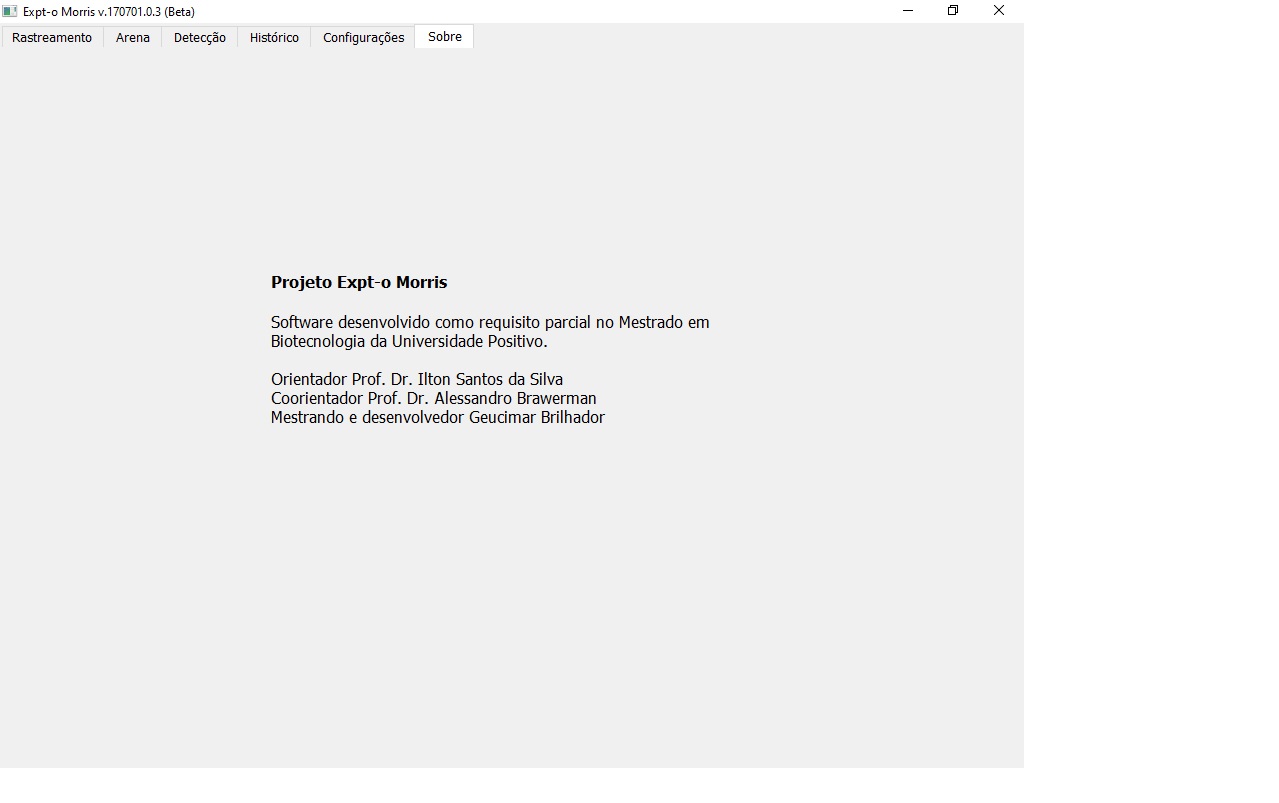 Expt-o Morris v.170701.0.3 (Beta)
Rastreamento Arena Detecção Histórico Configurações Sobre
Projeto Expt-o Morris
Software desenvolvido como requisito parcial no Mestrado em
Biotecnologia da Universidade Positivo.
Orientador Prof. Dr. Ilton Santos da Silva
Coorientador Prof. Dr. Alessandro Brawerman
Mestrando e desenvolvedor Geucimar Brilhador